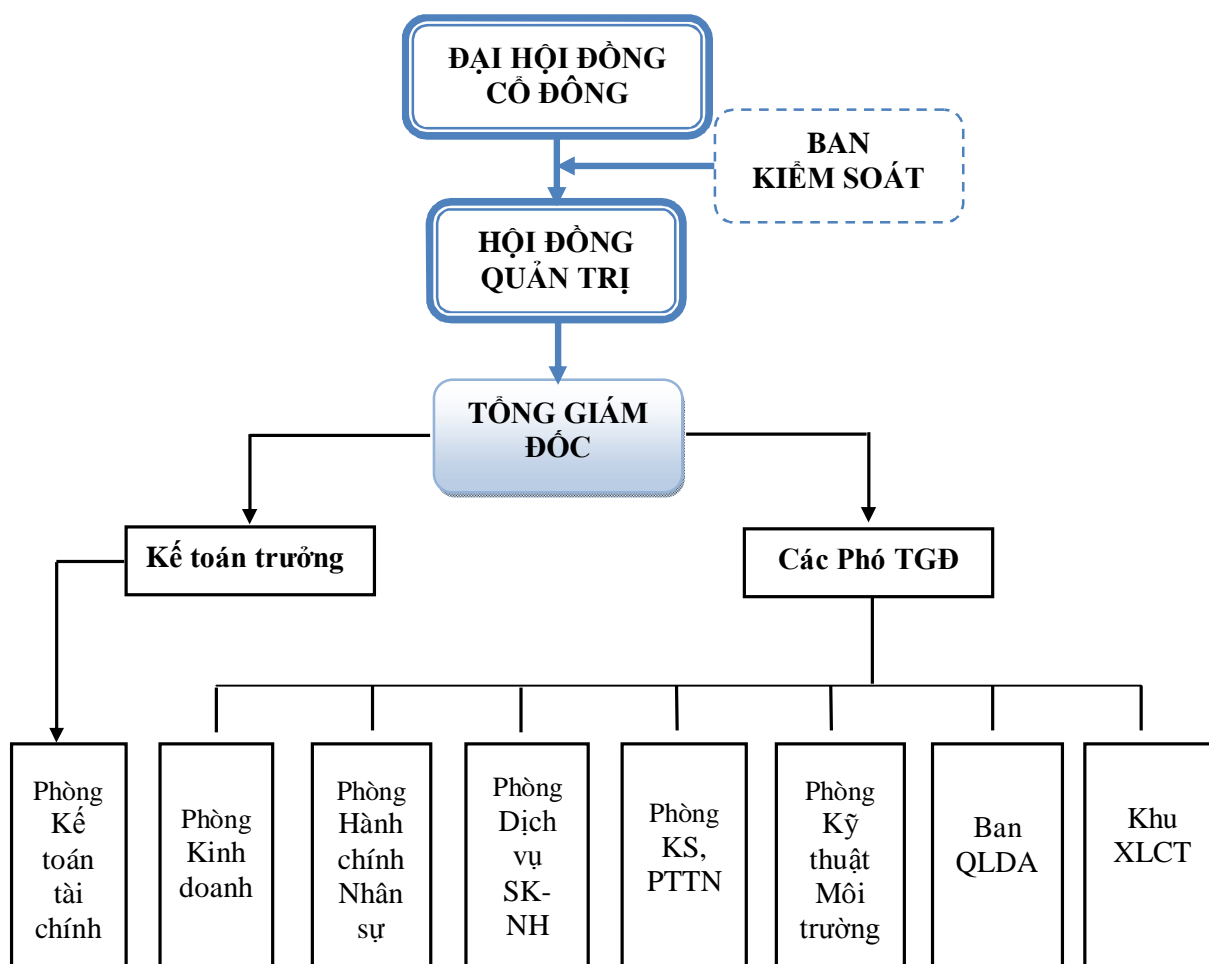 ĐẠI HỘI ĐỒNG
CỔ ĐÔNG
BAN
KIỂM SOÁT
HỘI ĐỒNG
QUẢN TRỊ
TỔNG GIÁM
ĐỐC
Kế toán trưởng
Các Phó TGĐ
Phòng
Kế
toán
tài
chính
Phòng
Kinh
doanh
Phòng
Hành
chính
Nhân
sự
Phòng
Dịch
vụ
SK-
NH
Phòng
KS,
PTTN
Phòng
Kỹ
thuật
Môi
trường
Ban
QLDA
Khu
XLCT